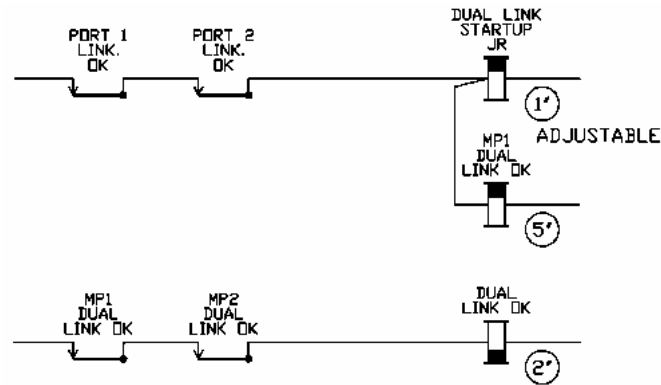 PORT 1
LINK.
OK
PORT 2
LINK.
OK
DUAL LINK
STARTUP
JR
1'
ADJUSTABLE
MP1
DUAL
LINK OK
5'
MP1
DUAL
LINK OK
MP2
DUAL
LINK OK
DUAL
LINK OK
2'